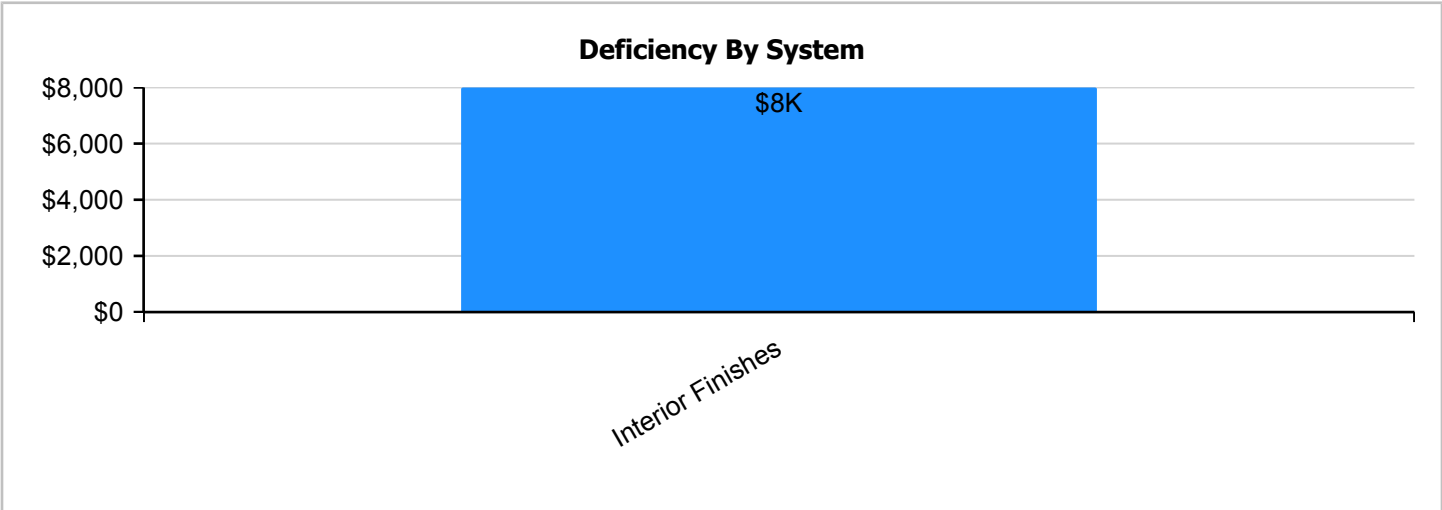 Deficiency By System
$8,000
$8K
$6,000
$4,000
$2,000
$0
Interior Finishes